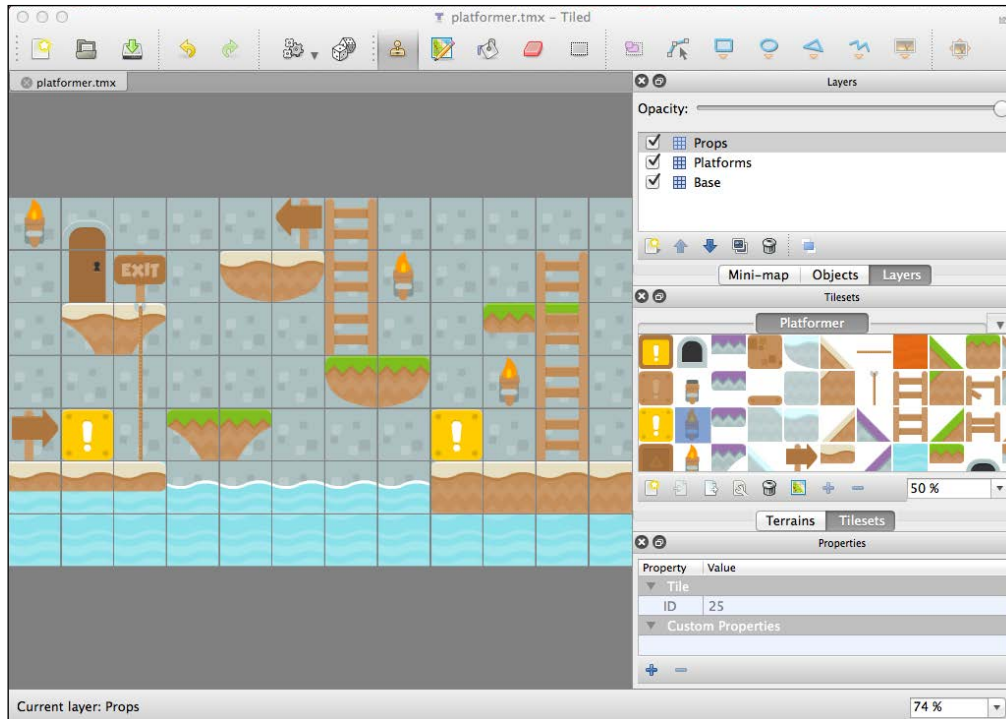 platformer.tmx – Tiled
platformer.tmx
Layers
Opacity:
Props
Platforms
Base
EXIT
!
!
Mini-map Objects Layers
Tilesets
Platformer
!
!
!
50 %
Terrains Tilesets
Properties
Property Value
Tile
ID 25
Custom Properties
Current layer: Props
74 %